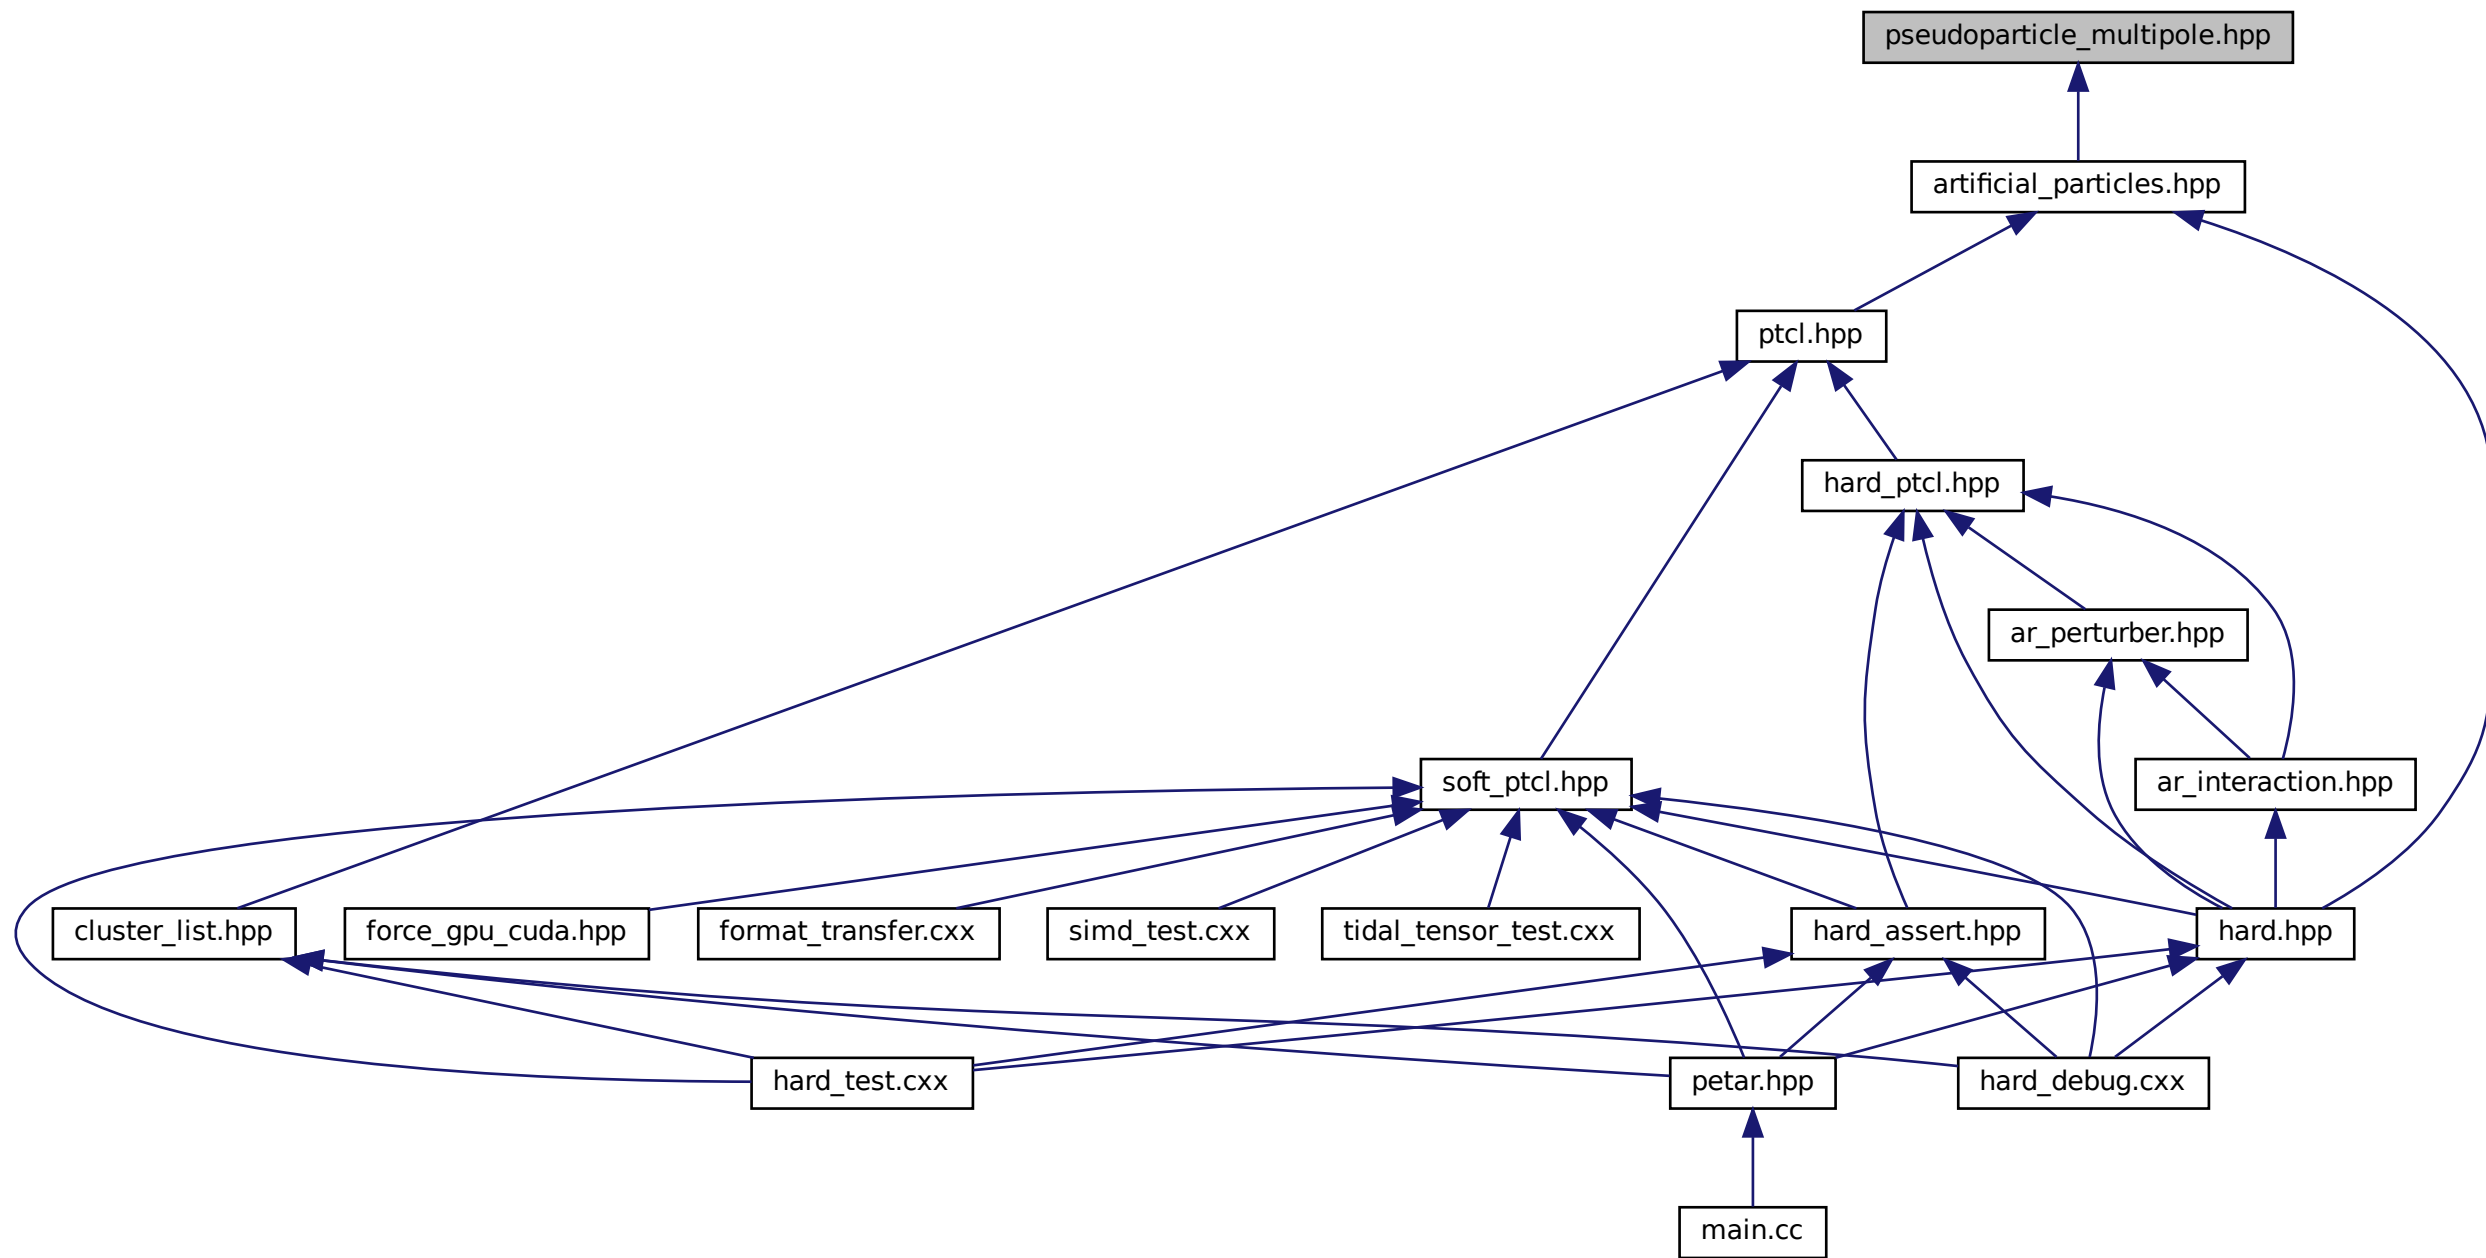 pseudoparticle_multipole.hpp
artificial_particles.hpp
ptcl.hpp
hard_ptcl.hpp
ar_perturber.hpp
soft_ptcl.hpp
ar_interaction.hpp
cluster_list.hpp
force_gpu_cuda.hpp
format_transfer.cxx
simd_test.cxx
tidal_tensor_test.cxx
hard_assert.hpp
hard.hpp
hard_test.cxx
petar.hpp
hard_debug.cxx
main.cc